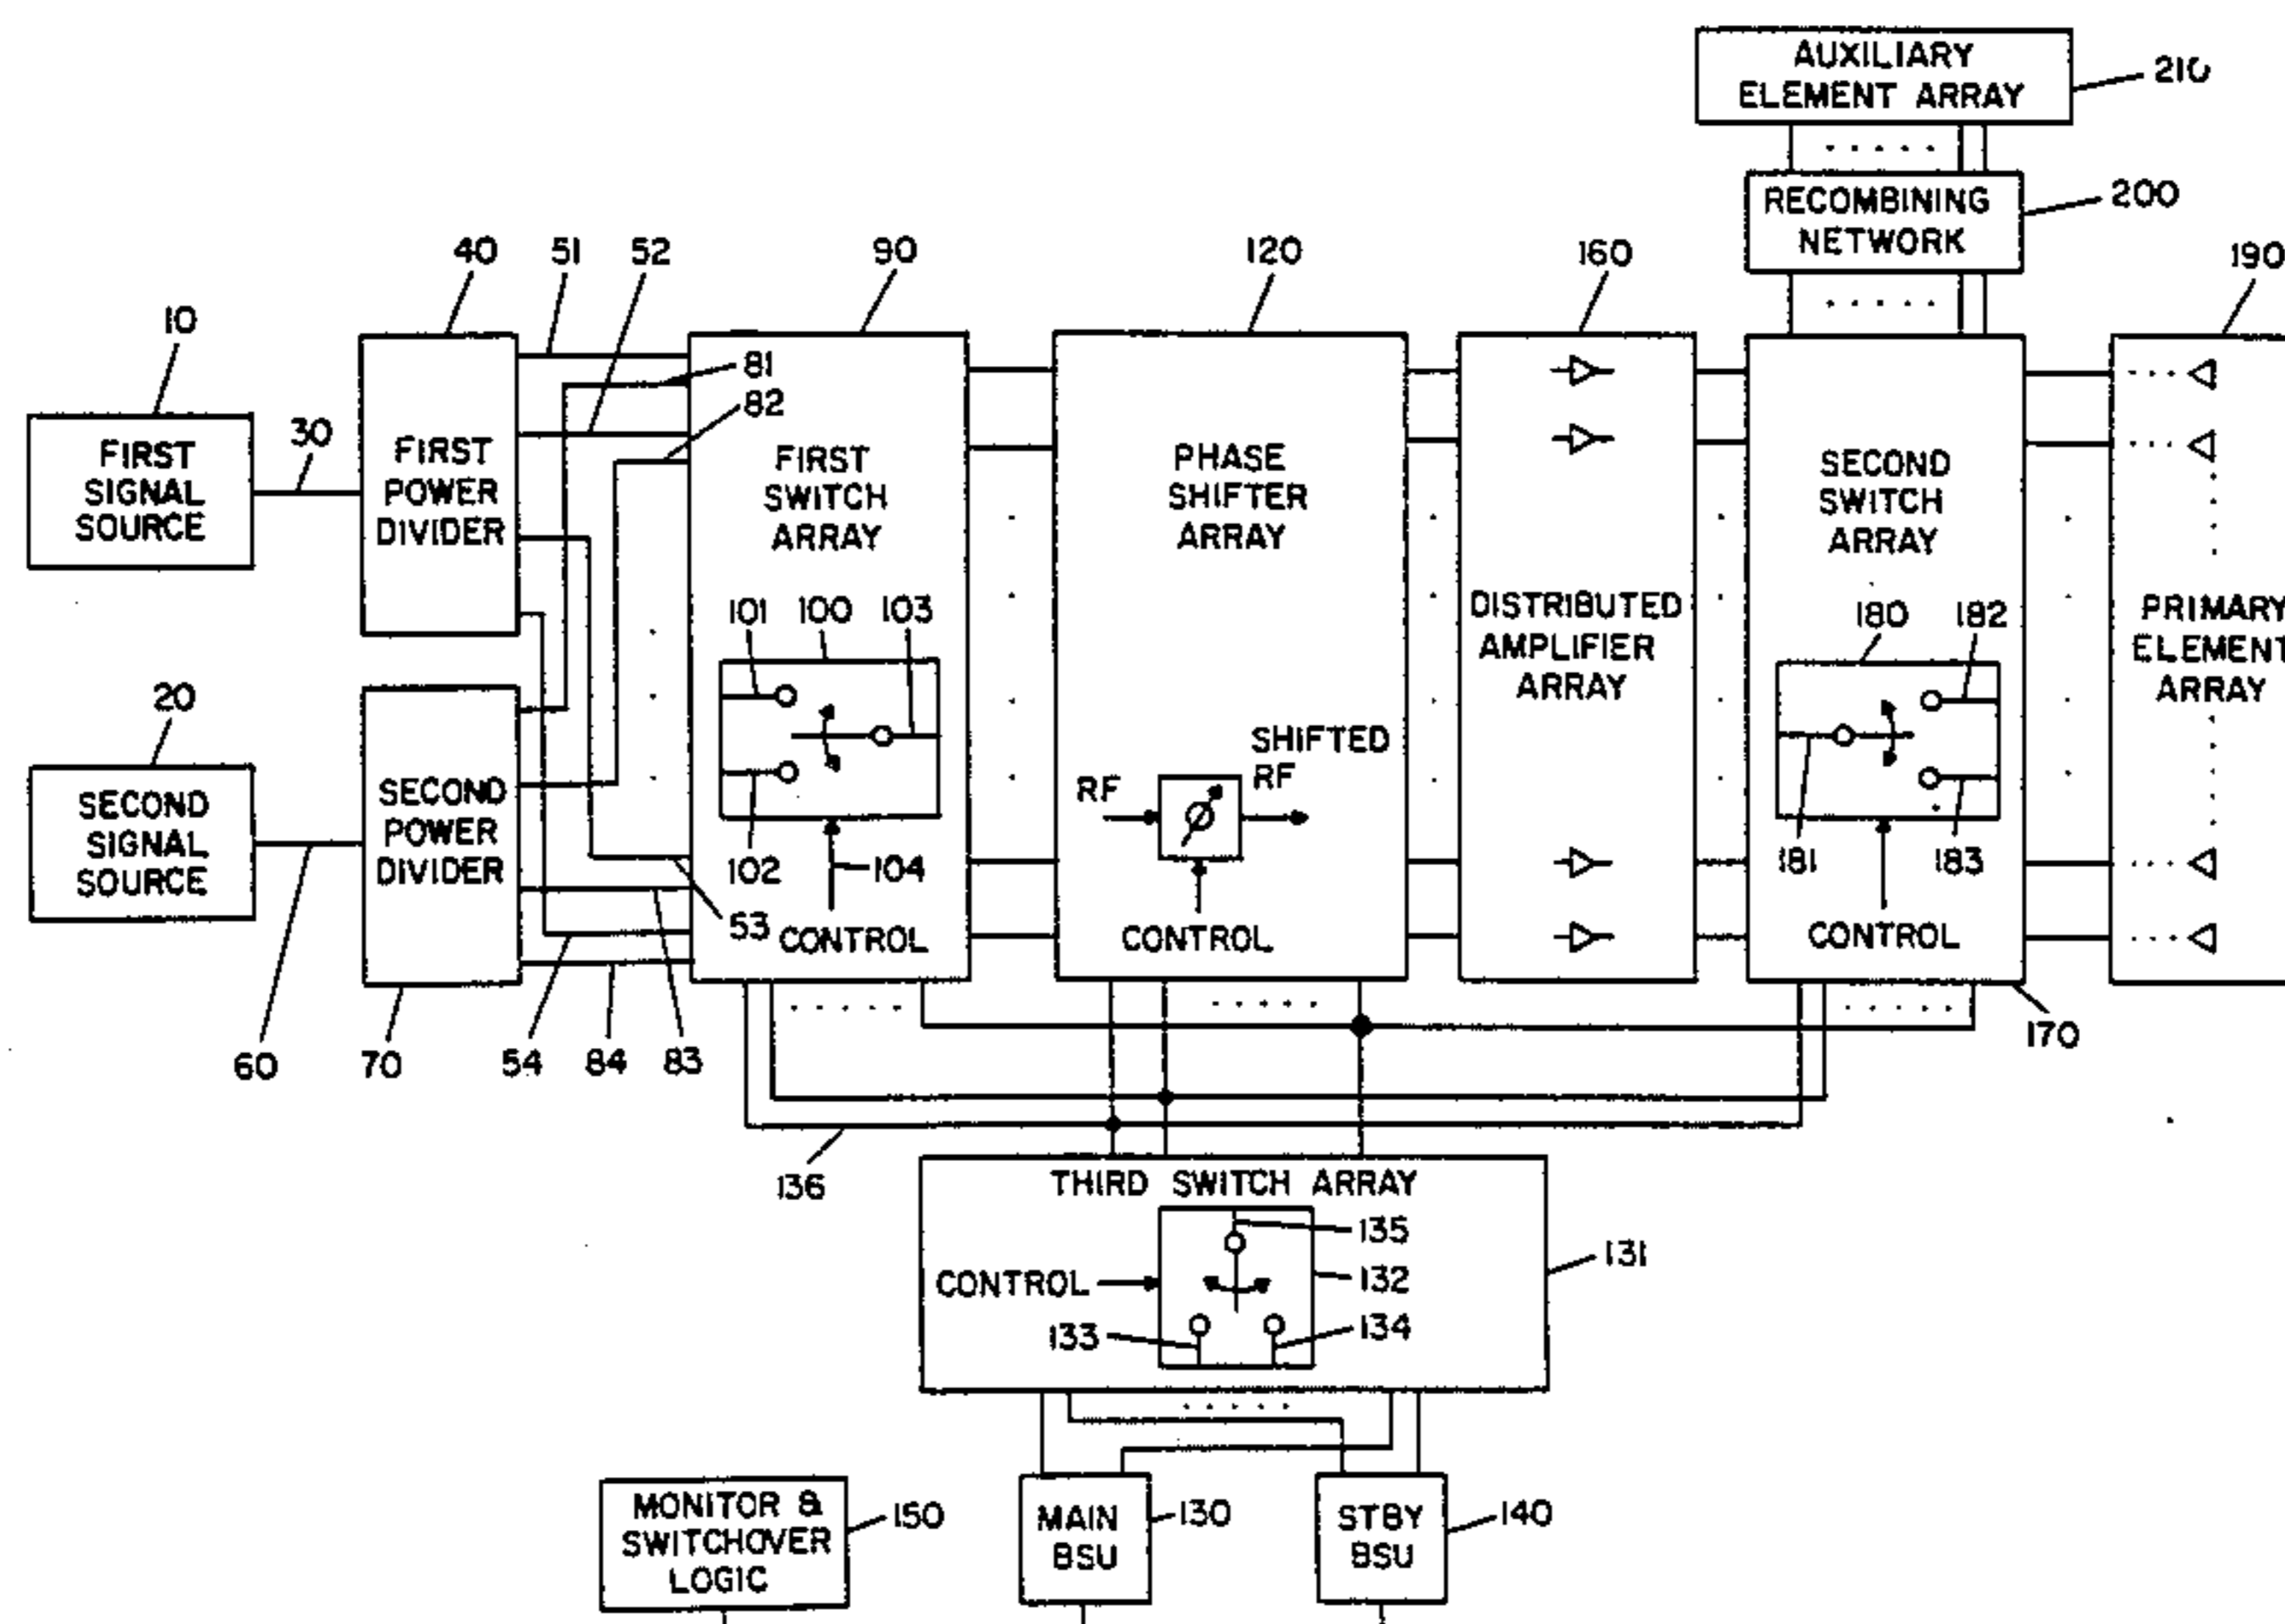 AUXILIARY
ELEMENT ARRAY
210
RECOMBINING
NETWORK
200
10
40
51
52
90
120
160
190
30
81
82
FIRST
SIGNAL
SOURCE
FIRST
POWER
DIVIDER
FIRST
SWITCH
ARRAY
PHASE
SHIFTER
ARRAY
DISTRIBUTED
AMPLIFIER
ARRAY
SECOND
SWITCH
ARRAY
PRIMARY
ELEMENT
ARRAY
101
100
103
102
104
CONTROL
RF
SHIFTED
RF
Ø
CONTROL
180
182
181
183
CONTROL
20
SECOND
SIGNAL
SOURCE
SECOND
POWER
DIVIDER
53
60
70
54
84
83
170
136
THIRD SWITCH ARRAY
135
132
CONTROL
133
134
131
MONITOR &
SWITCHOVER
LOGIC
150
MAIN
BSU
130
STBY
BSU
140